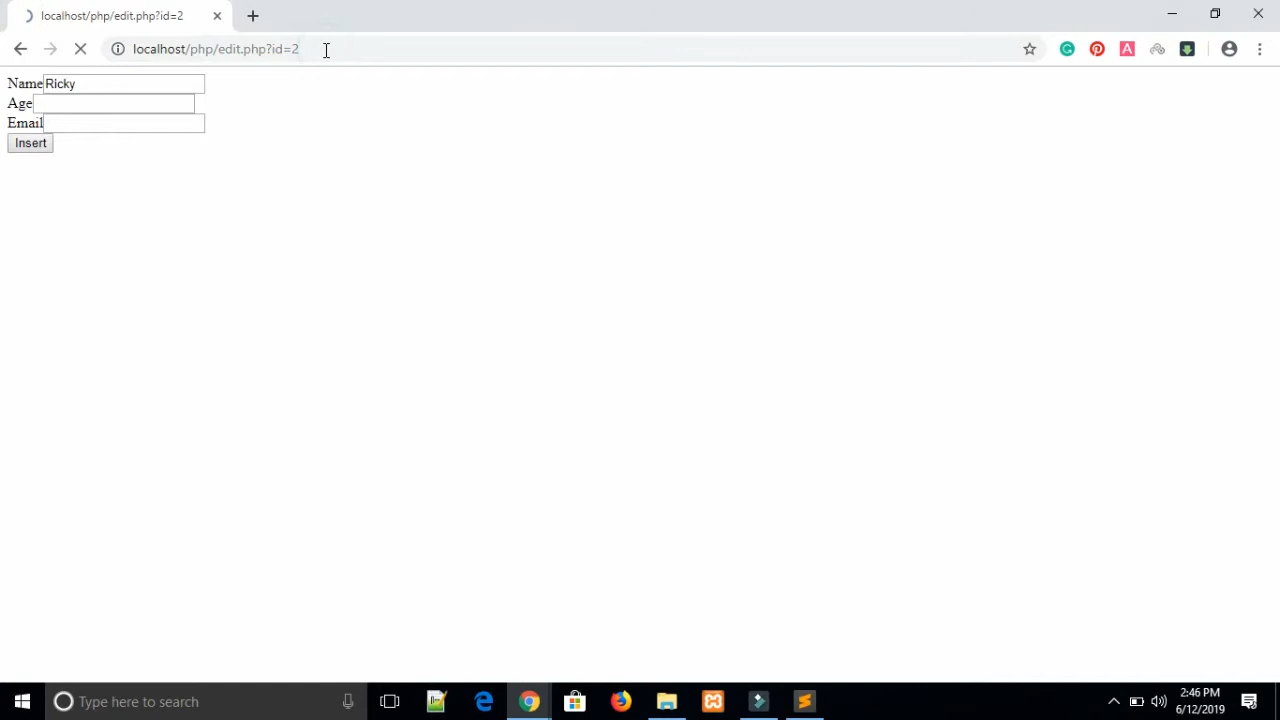 localhost/php/edit.php?id=2
localhost/php/edit.php?id=2
Name Ricky
Age
Email
Insert
Type here to search
2:46 PM
6/12/2019